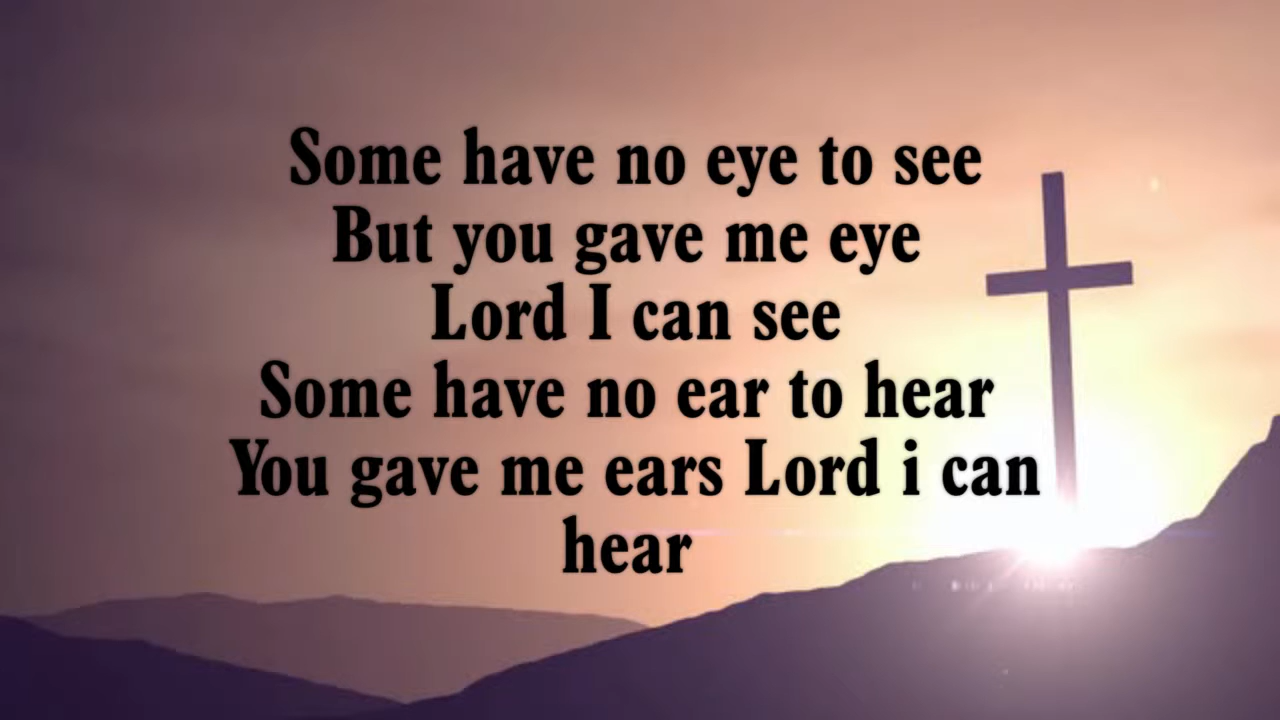 Some have no eye to see
But you gave me eye
Lord I can see
Some have no ear to hear
You gave me ears Lord i can
hear